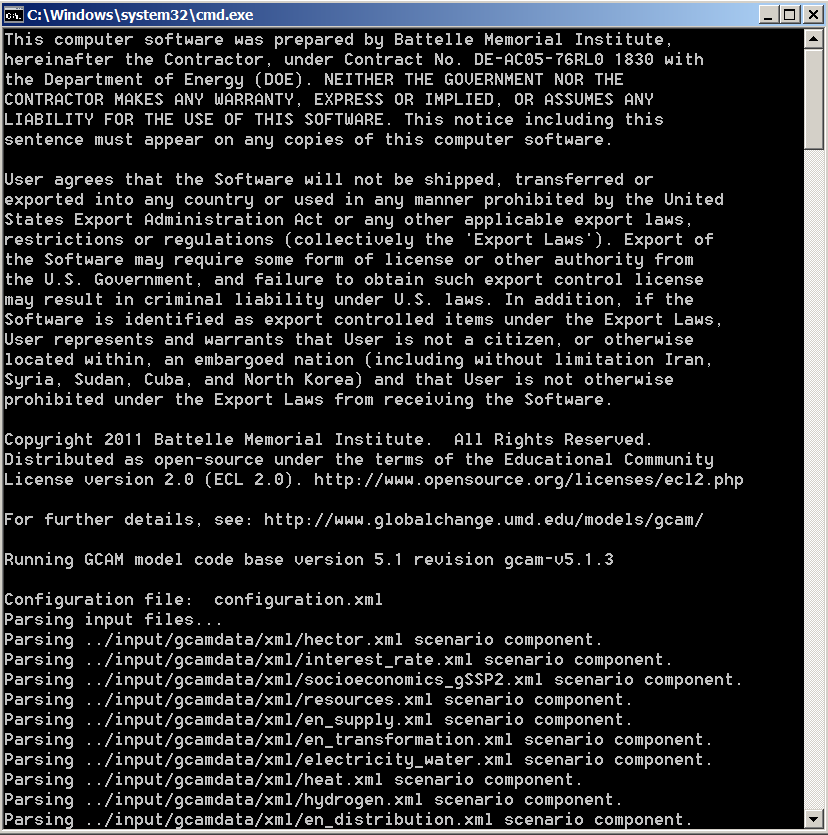 C:\Windows\system32\cmd.exe
This computer software was prepared by Battelle Memorial Institute,
hereinafter the Contractor, under Contract No. DE-AC05-76RL0 1830 with
the Department of Energy (DOE). NEITHER THE GOVERNMENT NOR THE
CONTRACTOR MAKES ANY WARRANTY, EXPRESS OR IMPLIED, OR ASSUMES ANY
LIABILITY FOR THE USE OF THIS SOFTWARE. This notice including this
sentence must appear on any copies of this computer software.

User agrees that the Software will not be shipped, transferred or
exported into any country or used in any manner prohibited by the United
States Export Administration Act or any other applicable export laws,
restrictions or regulations (collectively the 'Export Laws'). Export of
the Software may require some form of license or other authority from
the U.S. Government, and failure to obtain such export control license
may result in criminal liability under U.S. laws. In addition, if the
Software is identified as export controlled items under the Export Laws,
User represents and warrants that User is not a citizen, or otherwise
located within, an embargoed nation (including without limitation Iran,
Syria, Sudan, Cuba, and North Korea) and that User is not otherwise
prohibited under the Export Laws from receiving the Software.

Copyright 2011 Battelle Memorial Institute.  All Rights Reserved.
Distributed as open-source under the terms of the Educational Community
License version 2.0 (ECL 2.0). http://www.opensource.org/licenses/ecl2.php

For further details, see: http://www.globalchange.umd.edu/models/gcam/

Running GCAM model code base version 5.1 revision gcam-v5.1.3

Configuration file:  configuration.xml
Parsing input files...
Parsing ../input/gcamdata/xml/hector.xml scenario component.
Parsing ../input/gcamdata/xml/interest_rate.xml scenario component.
Parsing ../input/gcamdata/xml/socioeconomics_gSSP2.xml scenario component.
Parsing ../input/gcamdata/xml/resources.xml scenario component.
Parsing ../input/gcamdata/xml/en_supply.xml scenario component.
Parsing ../input/gcamdata/xml/en_transformation.xml scenario component.
Parsing ../input/gcamdata/xml/electricity_water.xml scenario component.
Parsing ../input/gcamdata/xml/heat.xml scenario component.
Parsing ../input/gcamdata/xml/hydrogen.xml scenario component.
Parsing ../input/gcamdata/xml/en_distribution.xml scenario component.